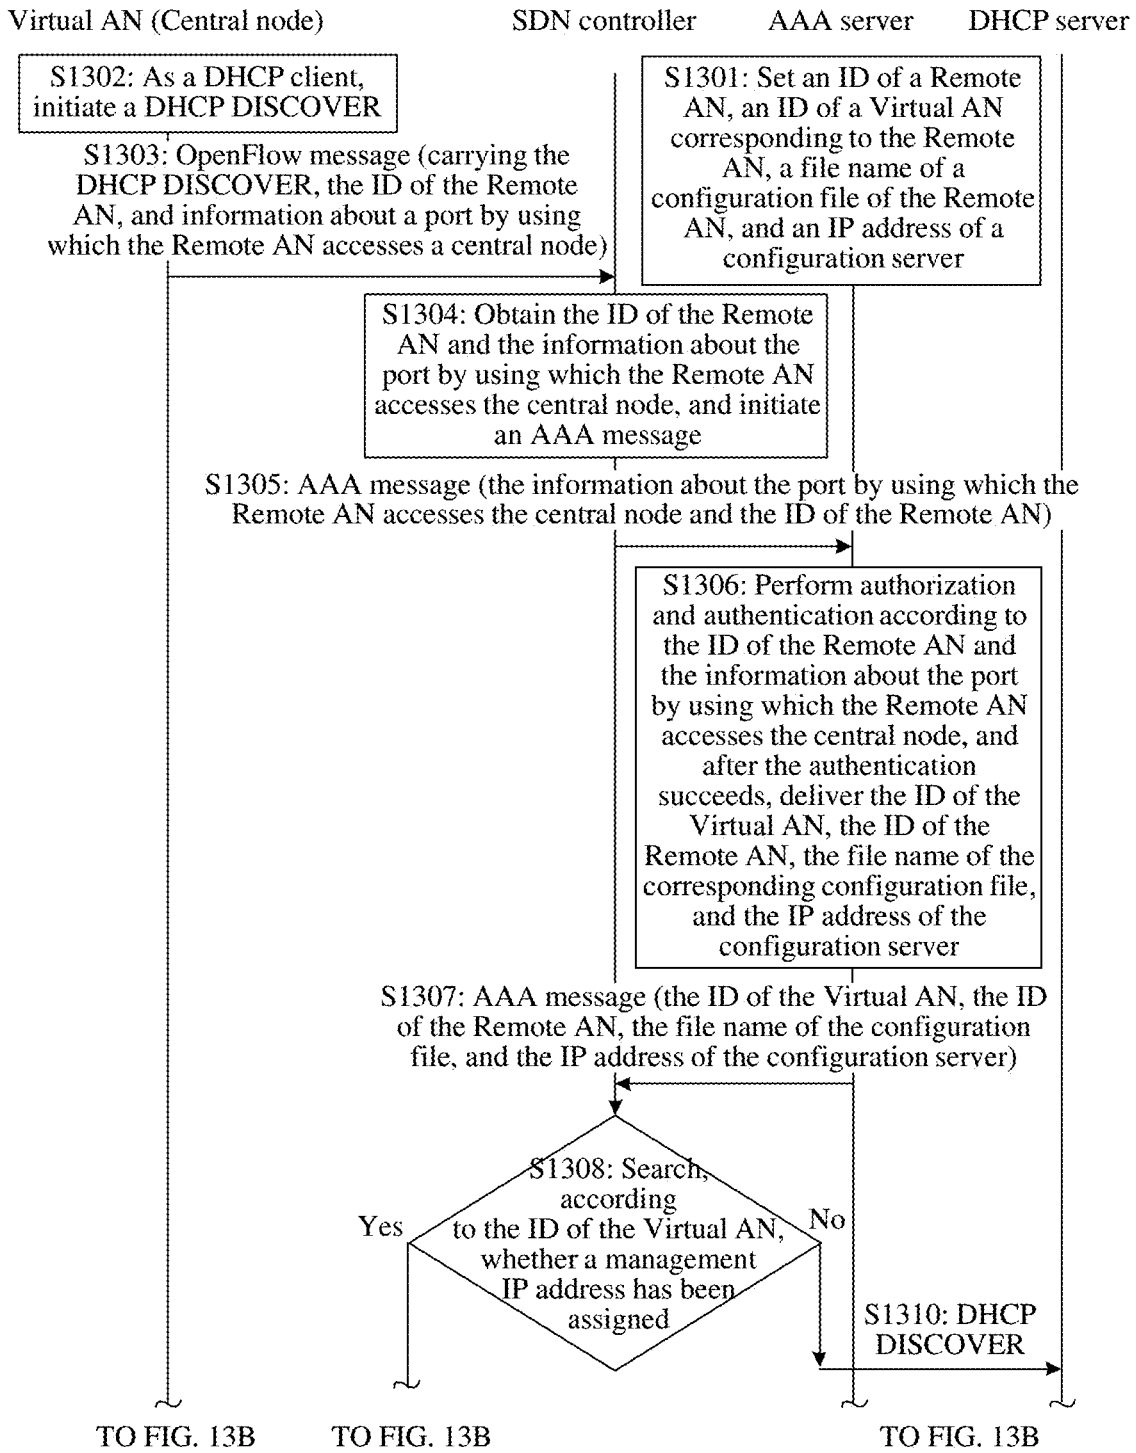 Virtual AN (Central node)
SDN controller
AAA server
DHCP server
S1302: As a DHCP client,
initiate a DHCP DISCOVER
S1301: Set an ID of a Remote
AN, an ID of a Virtual AN
corresponding to the Remote
AN, a file name of a
configuration file of the Remote
AN, and an IP address of a
configuration server
S1303: OpenFlow message (carrying the
DHCP DISCOVER, the ID of the Remote
AN, and information about a port by using
which the Remote AN accesses a central node)
S1304: Obtain the ID of the Remote
AN and the information about the
port by using which the Remote AN
accesses the central node, and initiate
an AAA message
S1305: AAA message (the information about the port by using which the
Remote AN accesses the central node and the ID of the Remote AN)
S1306: Perform authorization
and authentication according to
the ID of the Remote AN and
the information about the port
by using which the Remote AN
accesses the central node, and
after the authentication
succeeds, deliver the ID of the
Virtual AN, the ID of the
Remote AN, the file name of the
corresponding configuration file,
and the IP address of the
configuration server
S1307: AAA message (the ID of the Virtual AN, the ID
of the Remote AN, the file name of the configuration
file, and the IP address of the configuration server)
S1308: Search,
according
to the ID of the Virtual AN,
whether a management
IP address has been
assigned
Yes
No
S1310: DHCP
DISCOVER
TO FIG. 13B
TO FIG. 13B
TO FIG. 13B